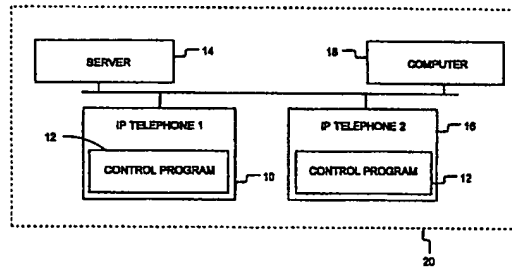 SERVER
14
18
COMPUTER
IP TELEPHONE 1
IP TELEPHONE 2
16
12
CONTROL PROGRAM
10
CONTROL PROGRAM
12
20